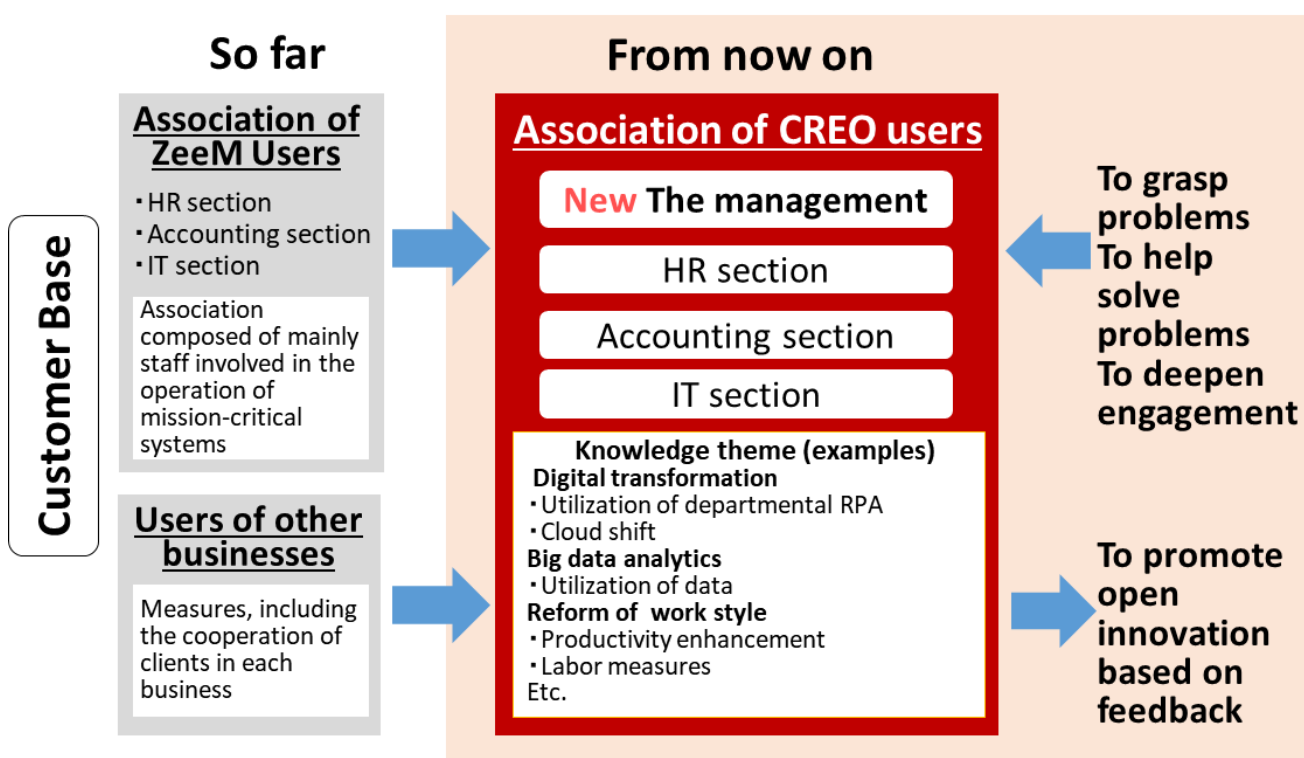 So far
From now on
Customer Base
Association of
ZeeM Users
・HR section
・Accounting section
・IT section
Association
composed of mainly
staff involved in the
operation of
mission-critical
systems
Users of other
businesses
Measures, including
the cooperation of
clients in each
business
Association of CREO users
New The management
HR section
Accounting section
IT section
Knowledge theme (examples)
Digital transformation
・Utilization of departmental RPA
・Cloud shift
Big data analytics
・Utilization of data
Reform of work style
・Productivity enhancement
・Labor measures
Etc.
To grasp
problems
To help
solve
problems
To deepen
engagement
To promote
open
innovation
based on
feedback